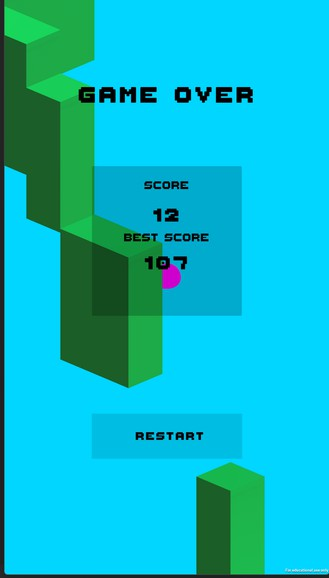 GAME OVER
SCORE
12
BEST SCORE
107
RESTART